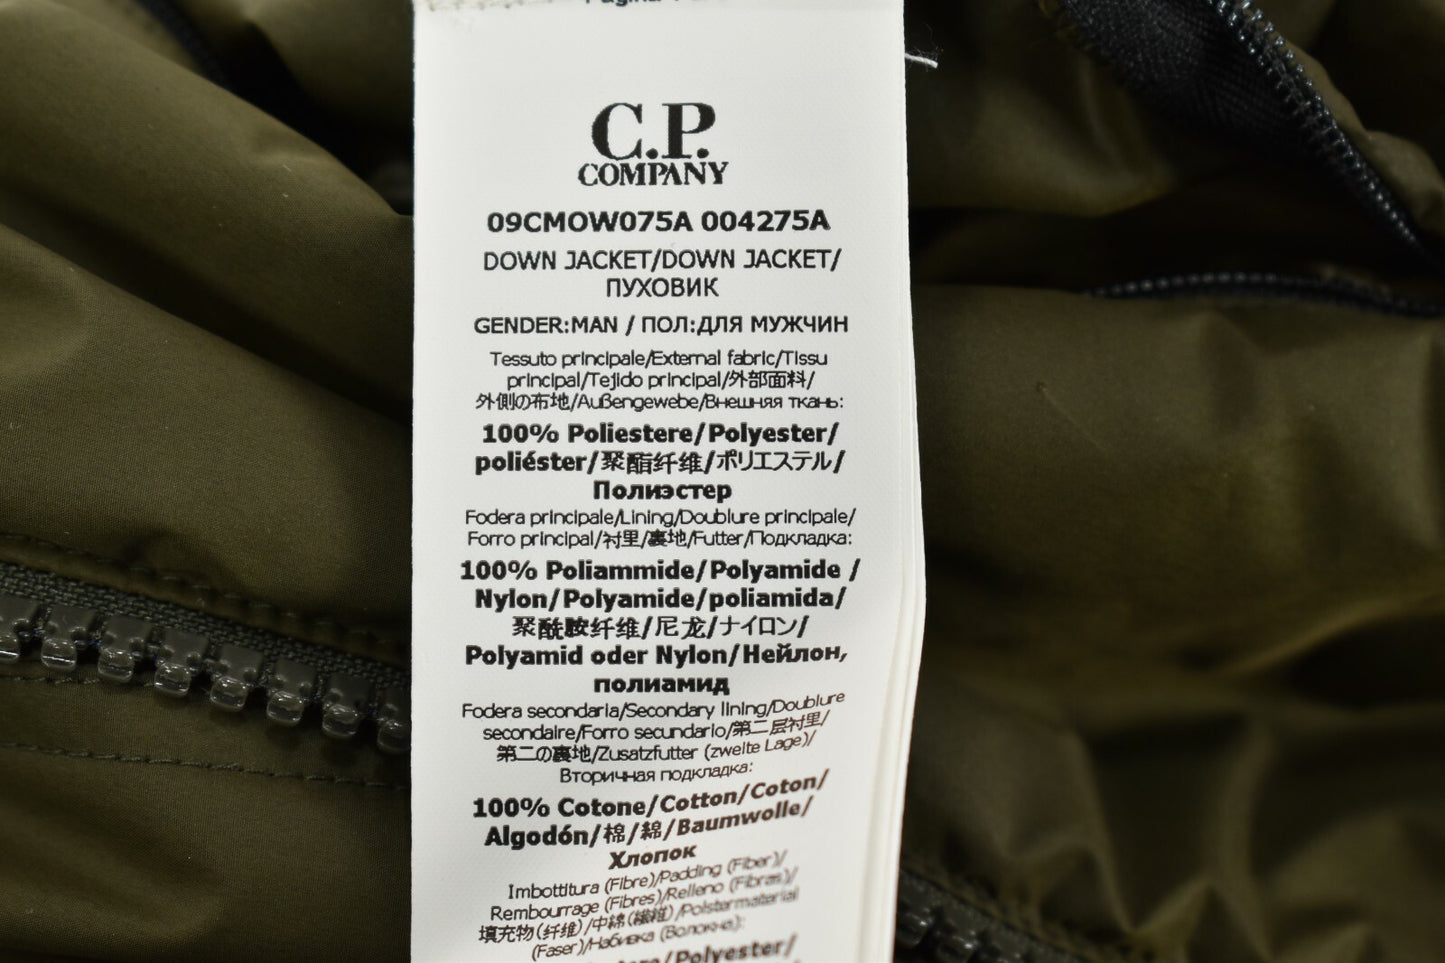 C.P.
COMPANY
09CMOW075A 004275A
DOWN JACKET/DOWN JACKET/
ПУХОВИК
GENDER:MAN / ПОЛ:ДЛЯ МУЖЧИН
Tessuto principale/External fabric/Tissu
principal/Tejido principal/外部面料/
外側の布地/Außengewebe/Внешняя ткань:
100% Poliestere/Polyester/
poliéster/聚酯纤维/ポリエステル/
Полиэстер
Fodera principale/Lining/Doublure principale/
Forro principal/衬里/裏地/Futter/Подкладка:
100% Poliammide/Polyamide /
Nylon/Polyamide/poliamida/
聚酰胺纤维/尼龙/ナイロン/
Polyamid oder Nylon/Нейлон,
полиамид
Fodera secondaria/Secondary lining/Doublure
secondaire/Forro secundario/第二层衬里/
第二の裏地/Zusatzfutter (zweite Lage)/
Вторичная подкладка:
100% Cotone/Cotton/Coton/
Algodón/棉/綿/Baumwolle/
Хлопок
Imbottitura (Fibre)/Padding (Fiber)/
Rembourrage (Fibres)/Relleno (Fibras)/
填充物(纤维)/中綿(繊維)/Polstermaterial
(Faser)/Набивка (Волокна):
/Polyester/